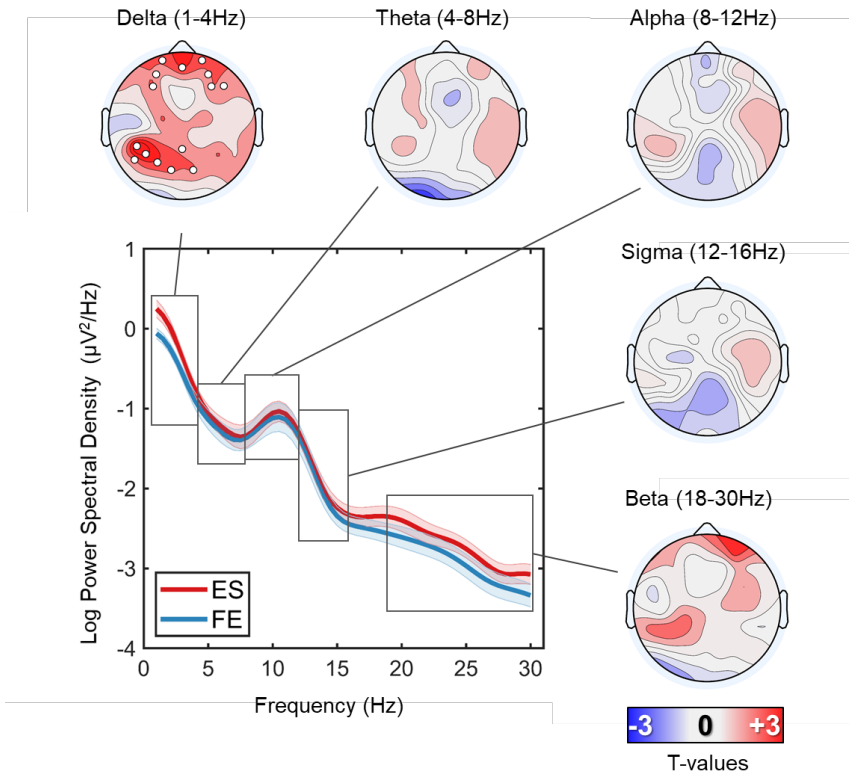 Delta (1-4Hz)
Theta (4-8Hz)
Alpha (8-12Hz)
Sigma (12-16Hz)
Beta (18-30Hz)
Log Power Spectral Density (µV²/Hz)
1
0
-1
-2
-3
-4
ES
FE
0 5 10 15 20 25 30
Frequency (Hz)
-3 0 +3
T-values